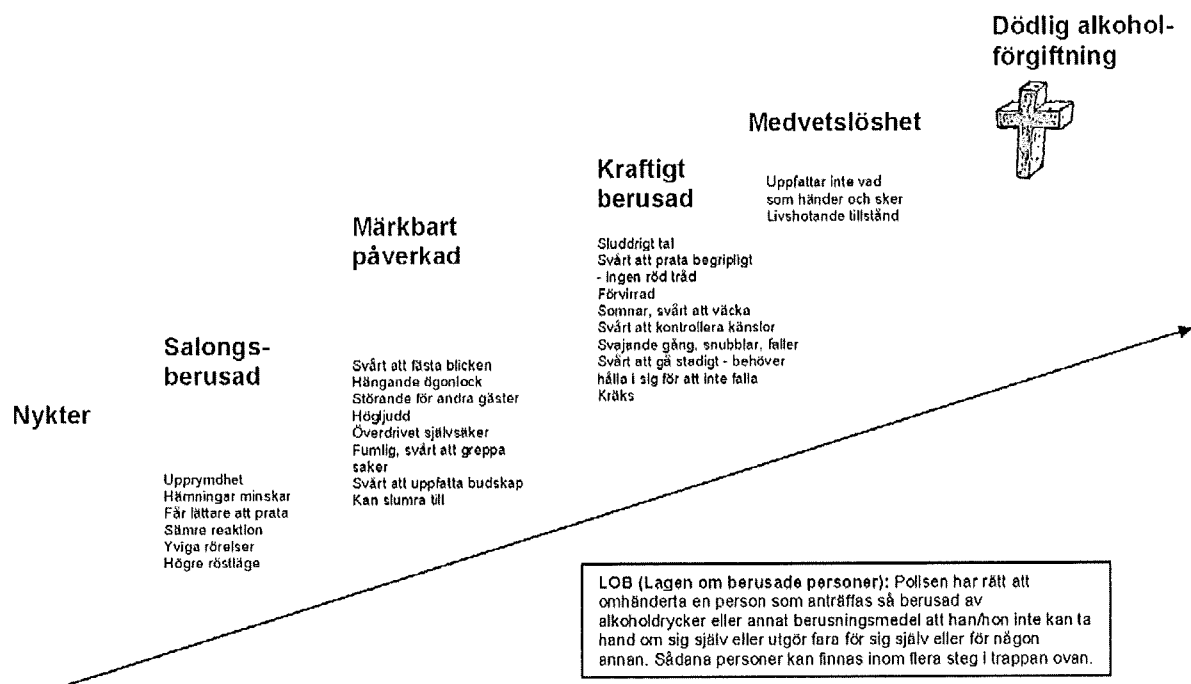 Nykter
Salongs-
berusad
Upprymdhet
Hämningar minskar
Får lättare att prata
Sämre reaktion
Yviga rörelser
Högre röstläge
Märkbart
påverkad
Svårt att fästa blicken
Hängande ögonlock
Störande för andra gäster
Högljudd
Överdrivet självsäker
Fumlig, svårt att greppa
saker
Svårt att uppfatta budskap
Kan slumra till
Kraftigt
berusad
Sluddrigt tal
Svårt att prata begripligt
- ingen röd tråd
Förvirrad
Somnar, svårt att väcka
Svårt att kontrollera känslor
Svajande gång, snubblar, faller
Svårt att gå stadigt - behöver
hålla i sig för att inte falla
Kräks
Medvetslöshet
Uppfattar inte vad
som händer och sker
Livshotande tillstånd
Dödlig alkohol-
förgiftning
LOB (Lagen om berusade personer): Polisen har rätt att
omhänderta en person som anträffas så berusad av
alkoholdrycker eller annat berusningsmedel att han/hon inte kan ta
hand om sig själv eller utgör fara för sig själv eller för någon
annan. Sådana personer kan finnas inom flera steg i trappan ovan.